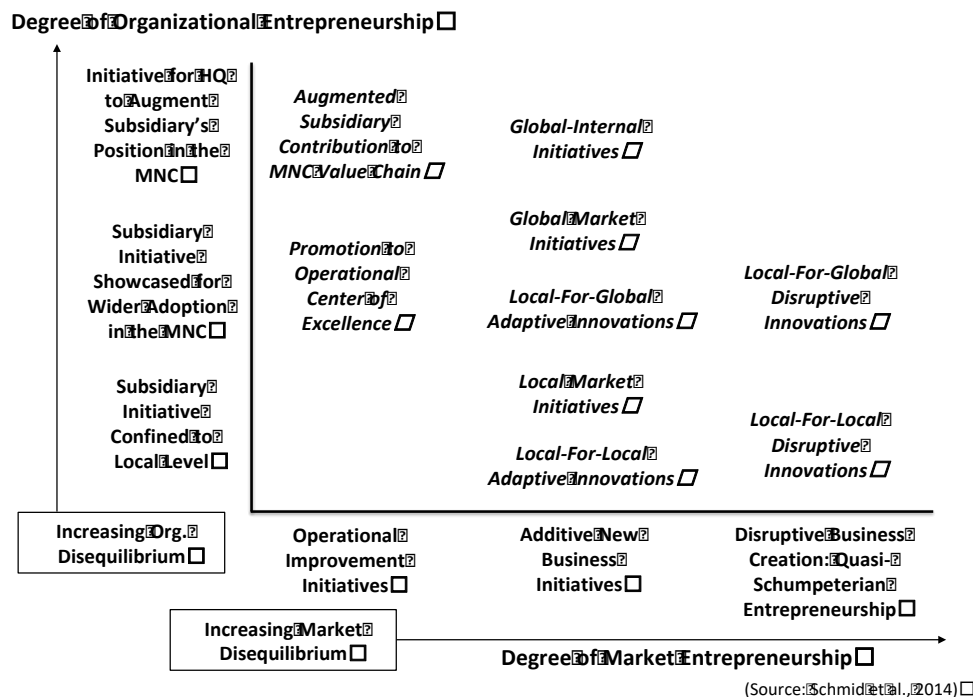 Degree of Organizational Entrepreneurship
Initiative for HQ
to Augment
Subsidiary's
Position in the
MNC
Augmented
Subsidiary
Contribution to
MNC Value Chain
Global-Internal
Initiatives
Subsidiary
Initiative
Showcased for
Wider Adoption
in the MNC
Promotion to
Operational
Center of
Excellence
Global Market
Initiatives
Local-For-Global
Adaptive Innovations
Local-For-Global
Disruptive
Innovations
Subsidiary
Initiative
Confined to
Local Level
Local Market
Initiatives
Local-For-Local
Adaptive Innovations
Local-For-Local
Disruptive
Innovations
Increasing Org.
Disequilibrium
Operational
Improvement
Initiatives
Additive New
Business
Initiatives
Disruptive Business
Creation: Quasi-
Schumpeterian
Entrepreneurship
Increasing Market
Disequilibrium
Degree of Market Entrepreneurship
(Source: Schmid et al., 2014)